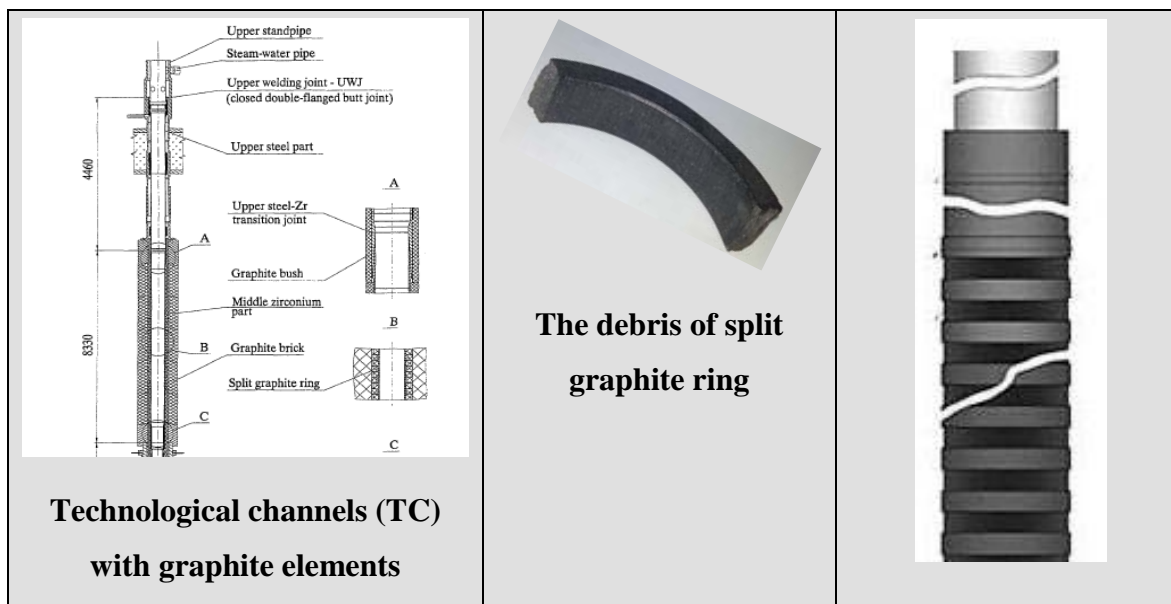 Upper standpipe
Steam-water pipe
Upper welding joint - UWJ
(closed double-flanged butt joint)
Upper steel part
4460
A
Upper steel-Zr
transition joint
A
Graphite bush
Middle zirconium
part
B
8330
B
Graphite brick
Split graphite ring
C
C
Technological channels (TC)
with graphite elements
The debris of split
graphite ring